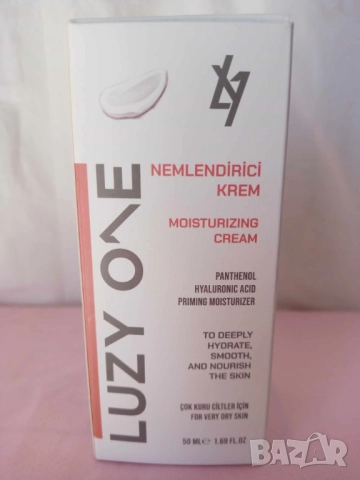 LUZY ONE
NEMLENDİRİCİ
KREM
MOISTURIZING
CREAM
PANTHENOL
HYALURONIC ACID
PRIMING MOISTURIZER
TO DEEPLY
HYDRATE,
SMOOTH,
AND NOURISH
THE SKIN
ÇOK KURU CİLTLER İÇİN
FOR VERY DRY SKIN
50 ML℮ 1.69 FL.OZ
bazar